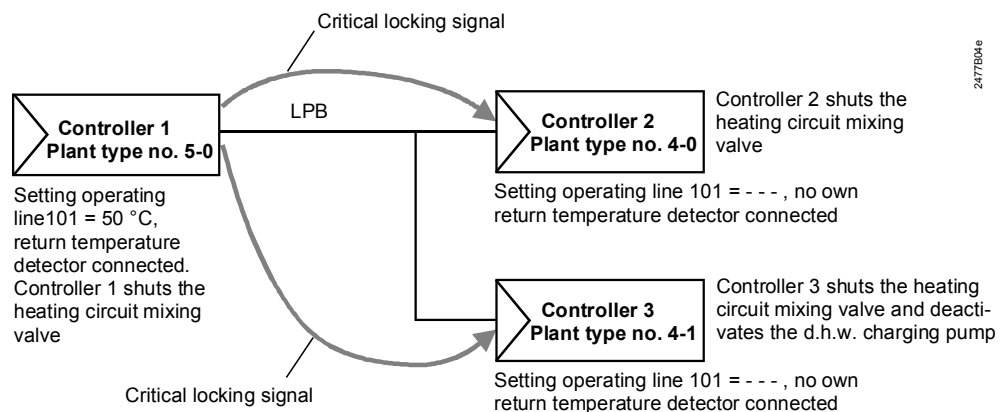 Critical locking signal
2477B04e
LPB
Controller 1
Plant type no. 5-0
Setting operating
line101 = 50 °C,
return temperature
detector connected.
Controller 1 shuts the
heating circuit mixing
valve
Controller 2
Plant type no. 4-0
Controller 2 shuts the
heating circuit mixing
valve
Setting operating line 101 = - - - , no own
return temperature detector connected
Controller 3
Plant type no. 4-1
Controller 3 shuts the heating
circuit mixing valve and deacti-
vates the d.h.w. charging pump
Setting operating line 101 = - - - , no own
return temperature detector connected
Critical locking signal